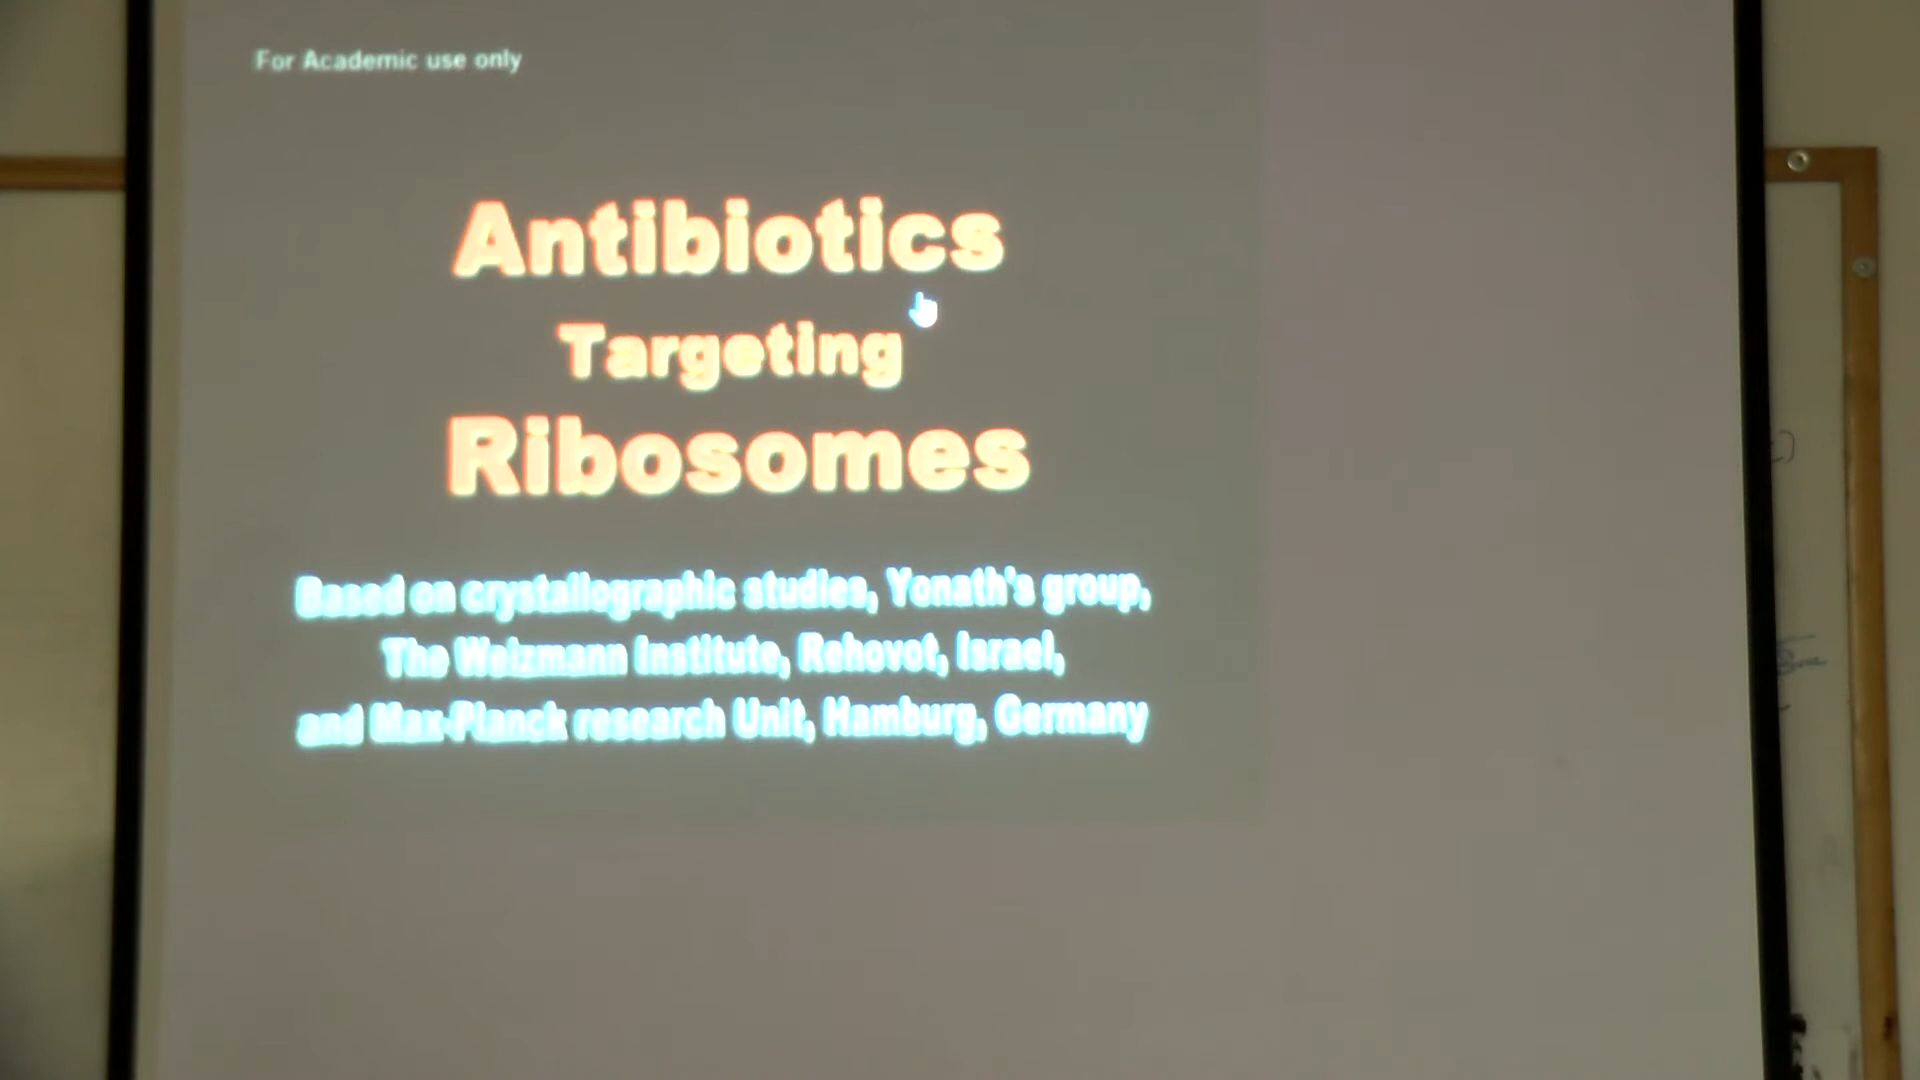 For Academic use only
Antibiotics
Targeting
Ribosomes
Based on crystallographic studies, Yonath's group,
The Weizmann Institute, Rehovot, Israel,
and Max-Planck research Unit, Hamburg, Germany